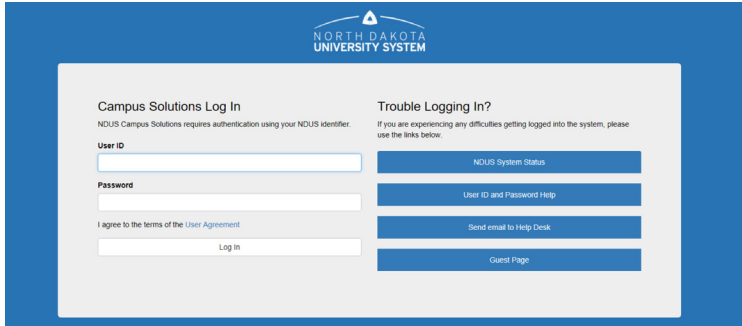 NORTH DAKOTA
UNIVERSITY SYSTEM
Campus Solutions Log In
NDUS Campus Solutions requires authentication using your NDUS identifier.
User ID
Password
I agree to the terms of the User Agreement
Log In
Trouble Logging In?
If you are experiencing any difficulties getting logged into the system, please
use the links below.
NDUS System Status
User ID and Password Help
Send email to Help Desk
Guest Page